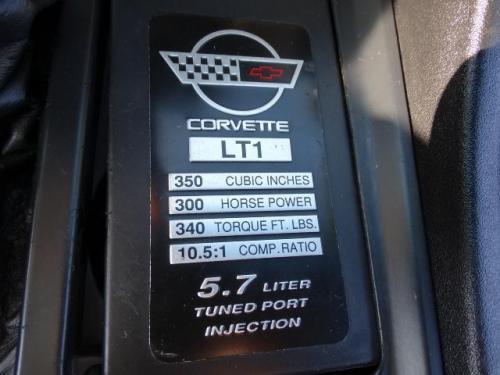 CORVETTE
LT1
350 CUBIC INCHES
300 HORSE POWER
340 TORQUE FT. LBS.
10.5:1 COMP. RATIO
5.7 LITER
TUNED PORT
INJECTION